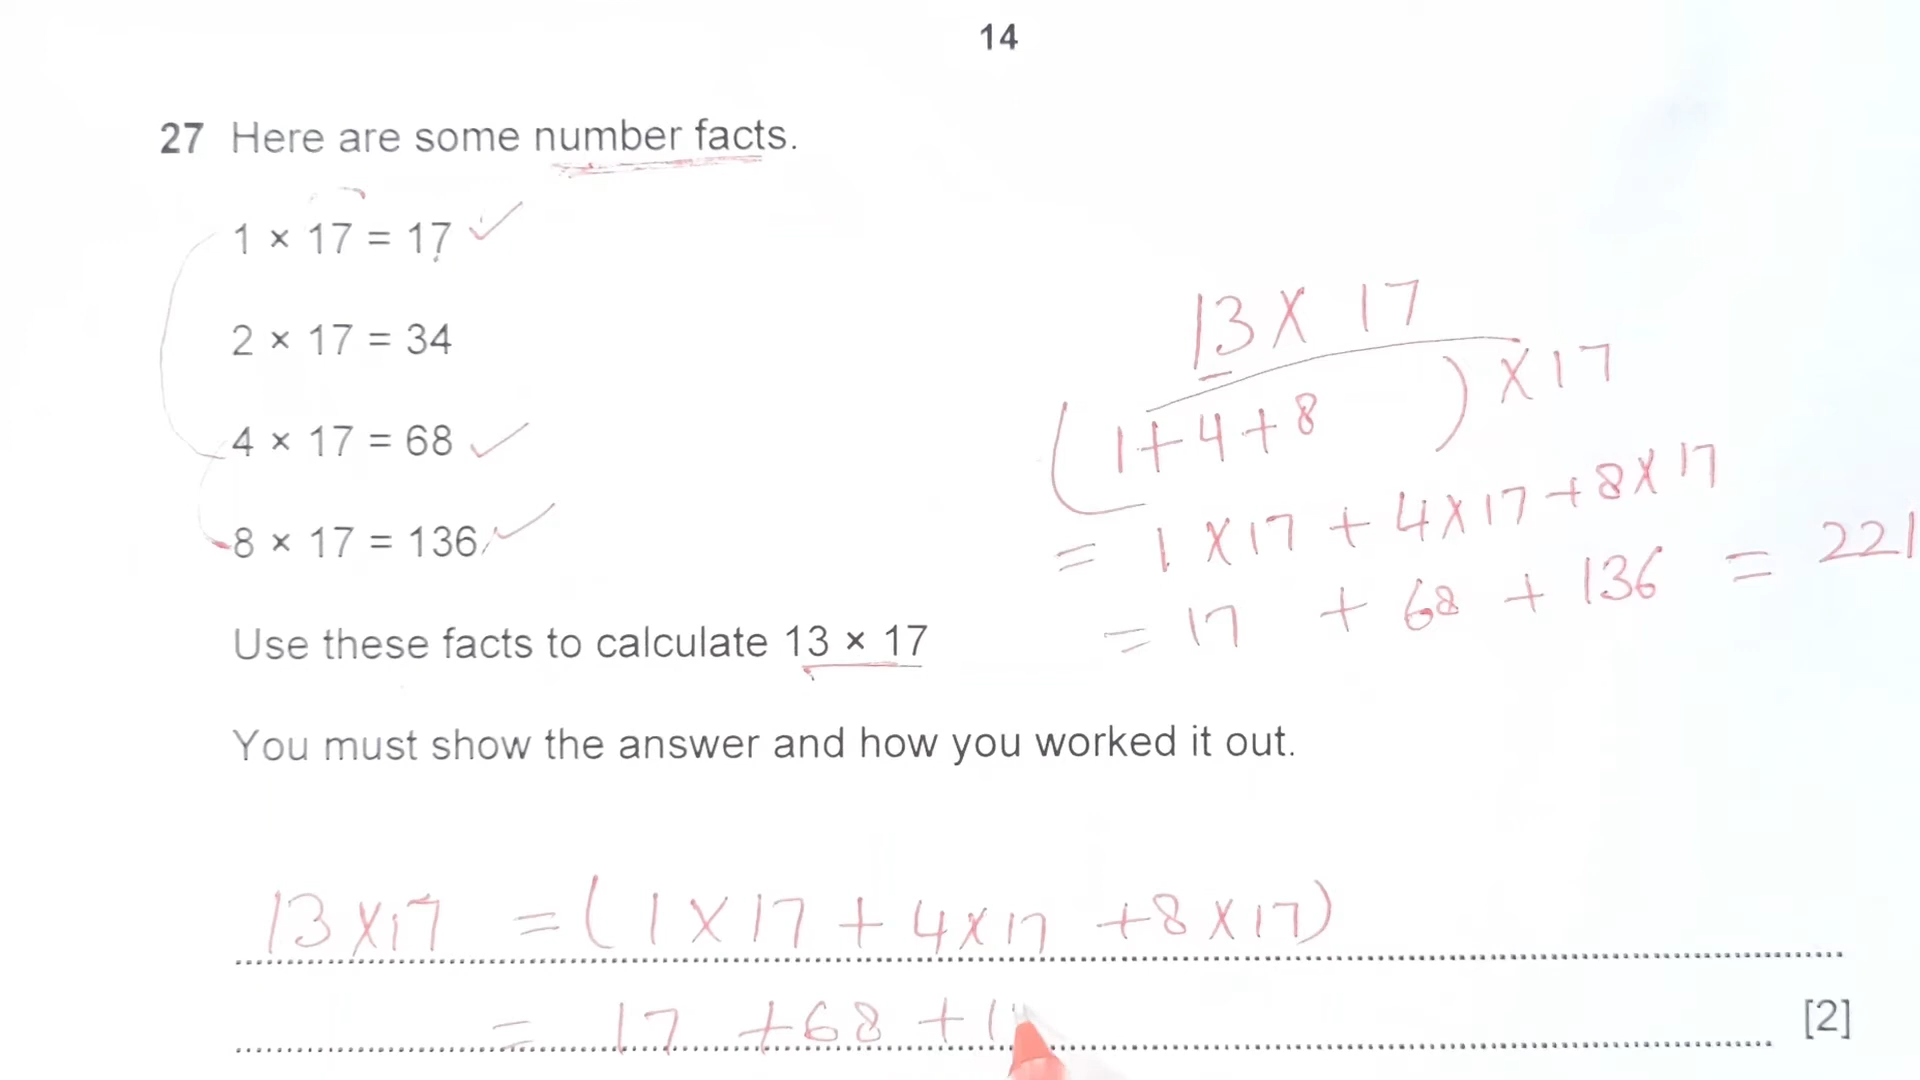 14
27 Here are some number facts.
1 × 17 = 17
2 × 17 = 34
4 × 17 = 68
8 × 17 = 136
13 × 17
(1+4+8) × 17
= 1 × 17 + 4 × 17 + 8 × 17
= 17 + 68 + 136 = 221
Use these facts to calculate 13 × 17
You must show the answer and how you worked it out.
13 × 17 = (1 × 17 + 4 × 17 + 8 × 17)
= 17 + 68 + 1
[2]